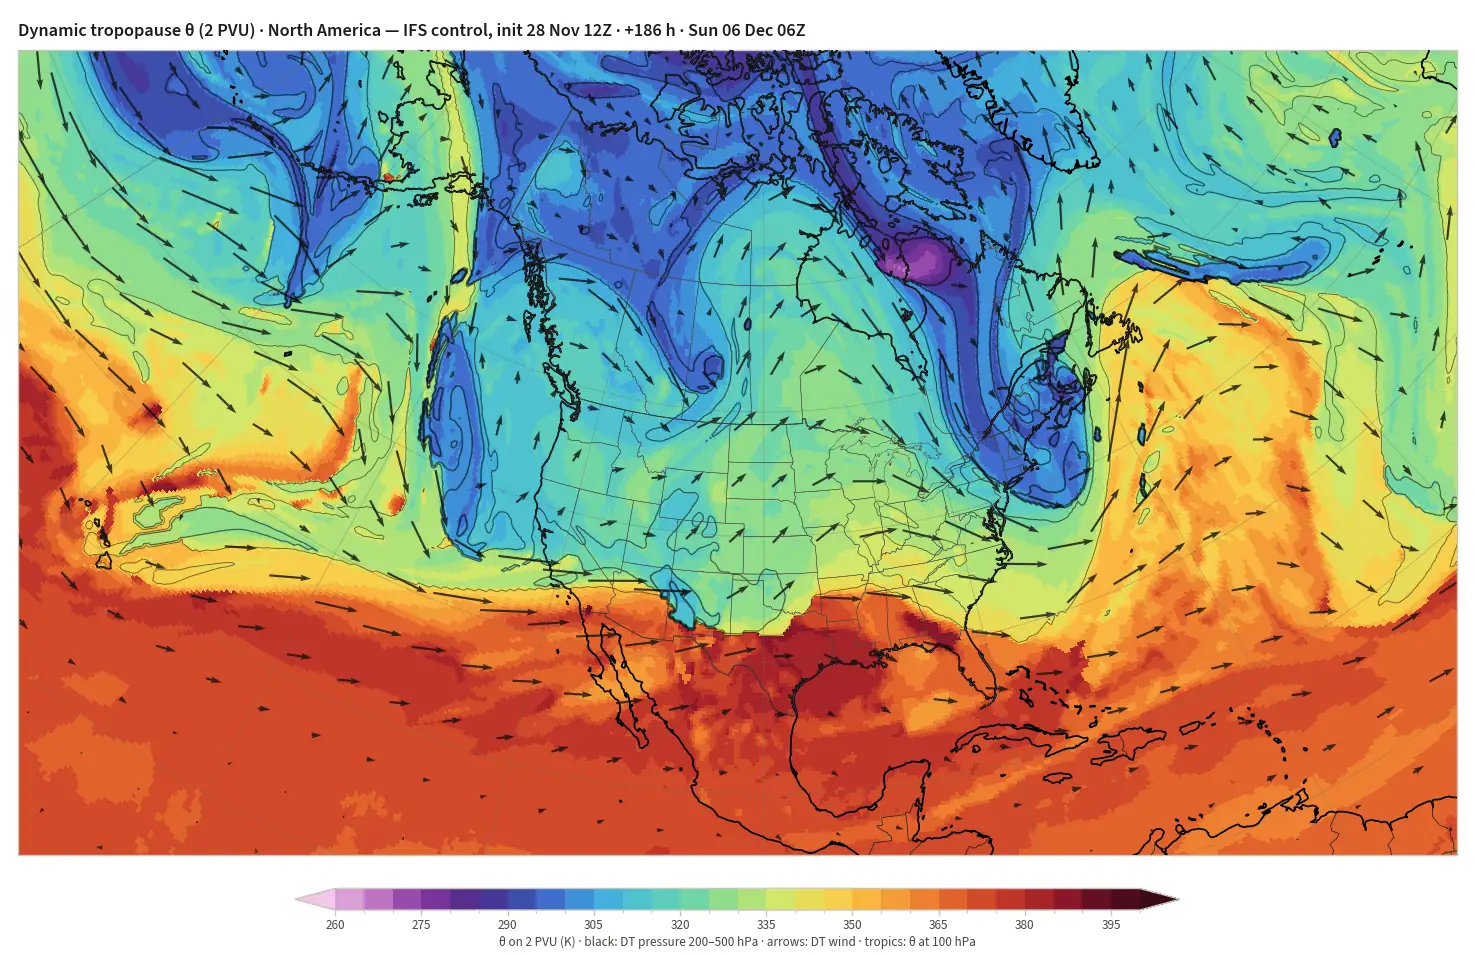 Dynamic tropopause θ (2 PVU) · North America — IFS control, init 28 Nov 12Z · +186 h · Sun 06 Dec 06Z
260 275 290 305 320 335 350 365 380 395
θ on 2 PVU (K) · black: DT pressure 200–500 hPa · arrows: DT wind · tropics: θ at 100 hPa